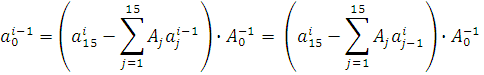 $$a_0^{i-1} = \left( a_{15}^{i} - \sum_{j=1}^{15} A_j a_j^{i-1} \right) \cdot A_0^{-1} = \left( a_{15}^{i} - \sum_{j=1}^{15} A_j a_{j-1}^{i} \right) \cdot A_0^{-1}$$